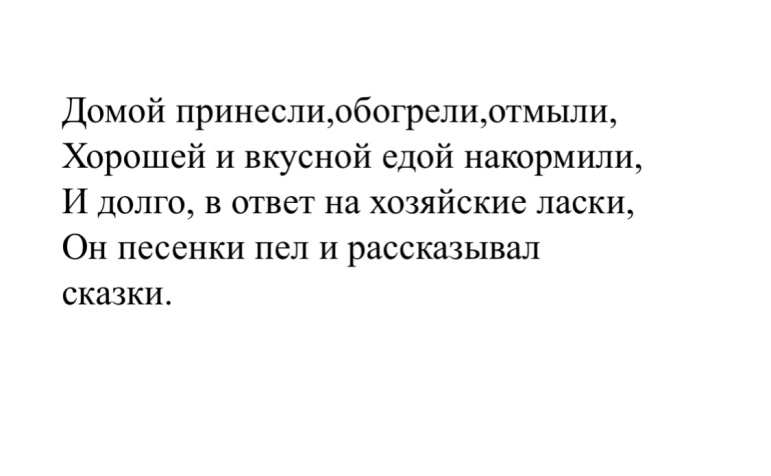 Домой принесли,обогрели,отмыли,
Хорошей и вкусной едой накормили,
И долго, в ответ на хозяйские ласки,
Он песенки пел и рассказывал
сказки.